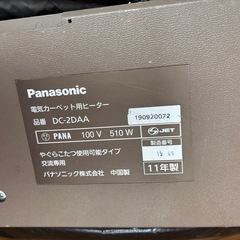 Panasonic
電気カーペット用ヒーター
品番 DC-2DAA
190920072
PANA 100 V 510 W
JET
やぐらこたつ使用可能タイプ
製造番号
交流専用
パナソニック株式会社 中国製
11年製